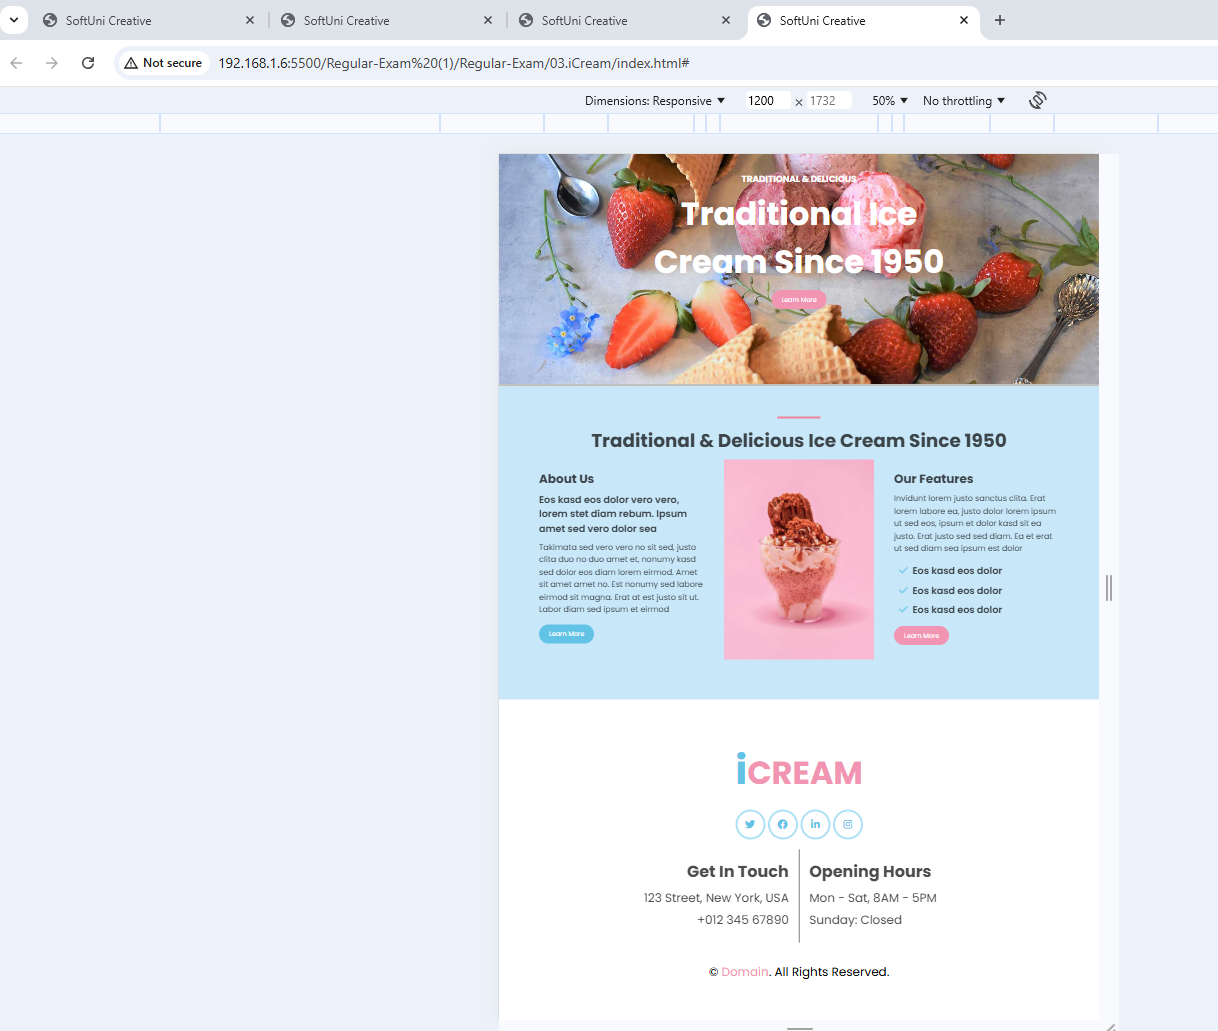 SoftUni Creative
SoftUni Creative
SoftUni Creative
SoftUni Creative
Not secure
192.168.1.6:5500/Regular-Exam%20(1)/Regular-Exam/03.iCream/index.html#
Dimensions: Responsive
1200 × 1732
50%
No throttling
TRADITIONAL & DELICIOUS
Traditional Ice
Cream Since 1950
Learn More
Traditional & Delicious Ice Cream Since 1950
About Us
Eos kasd eos dolor vero vero,
lorem stet diam rebum. Ipsum
amet sed vero dolor sea
Takimata sed vero vero no sit sed, justo
clita duo no duo amet et, nonumy kasd
sed dolor eos diam lorem eirmod. Amet
sit amet amet no. Est nonumy sed labore
eirmod sit magna. Erat at est justo sit ut.
Labor diam sed ipsum et eirmod
Learn More
Our Features
Invidunt lorem justo sanctus clita. Erat
lorem labore ea, justo dolor lorem ipsum
ut sed eos, ipsum et dolor kasd sit ea
justo. Erat justo sed sed diam. Ea et erat
ut sed diam sea ipsum est dolor
Eos kasd eos dolor
Eos kasd eos dolor
Eos kasd eos dolor
Learn More
iCREAM
Get In Touch
123 Street, New York, USA
+012 345 67890
Opening Hours
Mon - Sat, 8AM - 5PM
Sunday: Closed
© Domain. All Rights Reserved.